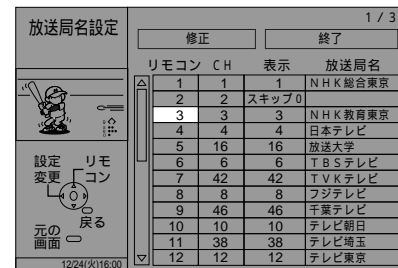 放送局名設定
1 / 3
修正 終了
リモコン CH 表示 放送局名
1 1 1 NHK総合東京
2 2 スキップ0
3 3 3 NHK教育東京
4 4 4 日本テレビ
5 16 16 放送大学
6 6 6 TBSテレビ
7 42 42 TVKテレビ
8 8 8 フジテレビ
9 46 46 千葉テレビ
10 10 10 テレビ朝日
11 38 38 テレビ埼玉
12 12 12 テレビ東京
設定 リモ
変更 コン
戻る
元の
画面
12/24(火)16:00